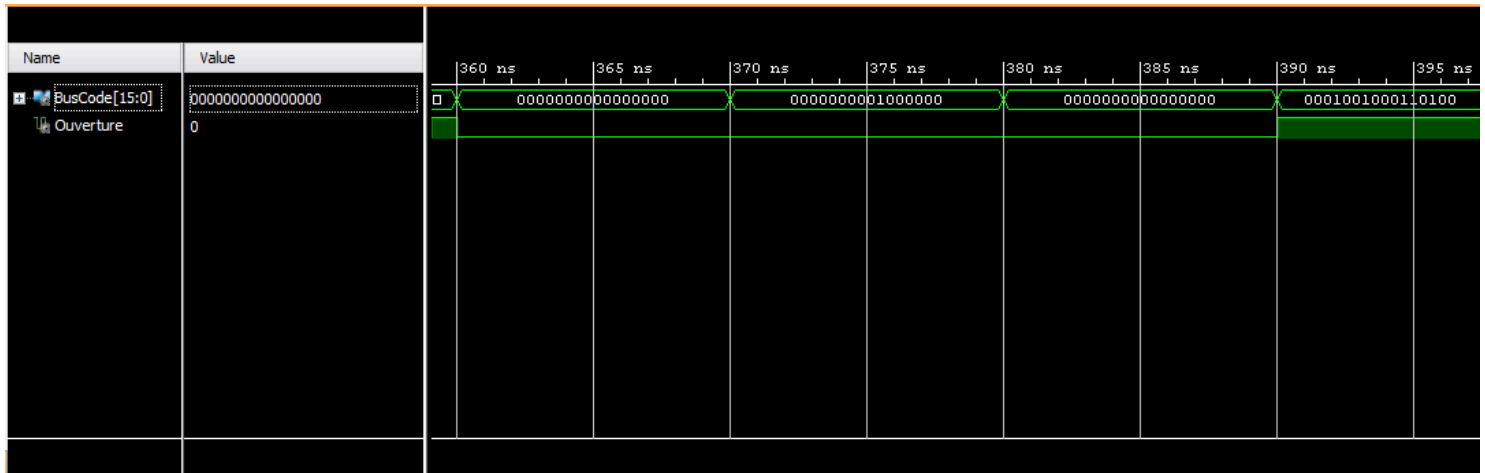 Name Value
360 ns 365 ns 370 ns 375 ns 380 ns 385 ns 390 ns 395 ns
BusCode[15:0] 0000000000000000 0000000000000000 0000000001000000 0000000000000000 0001001000110100
Ouverture 0